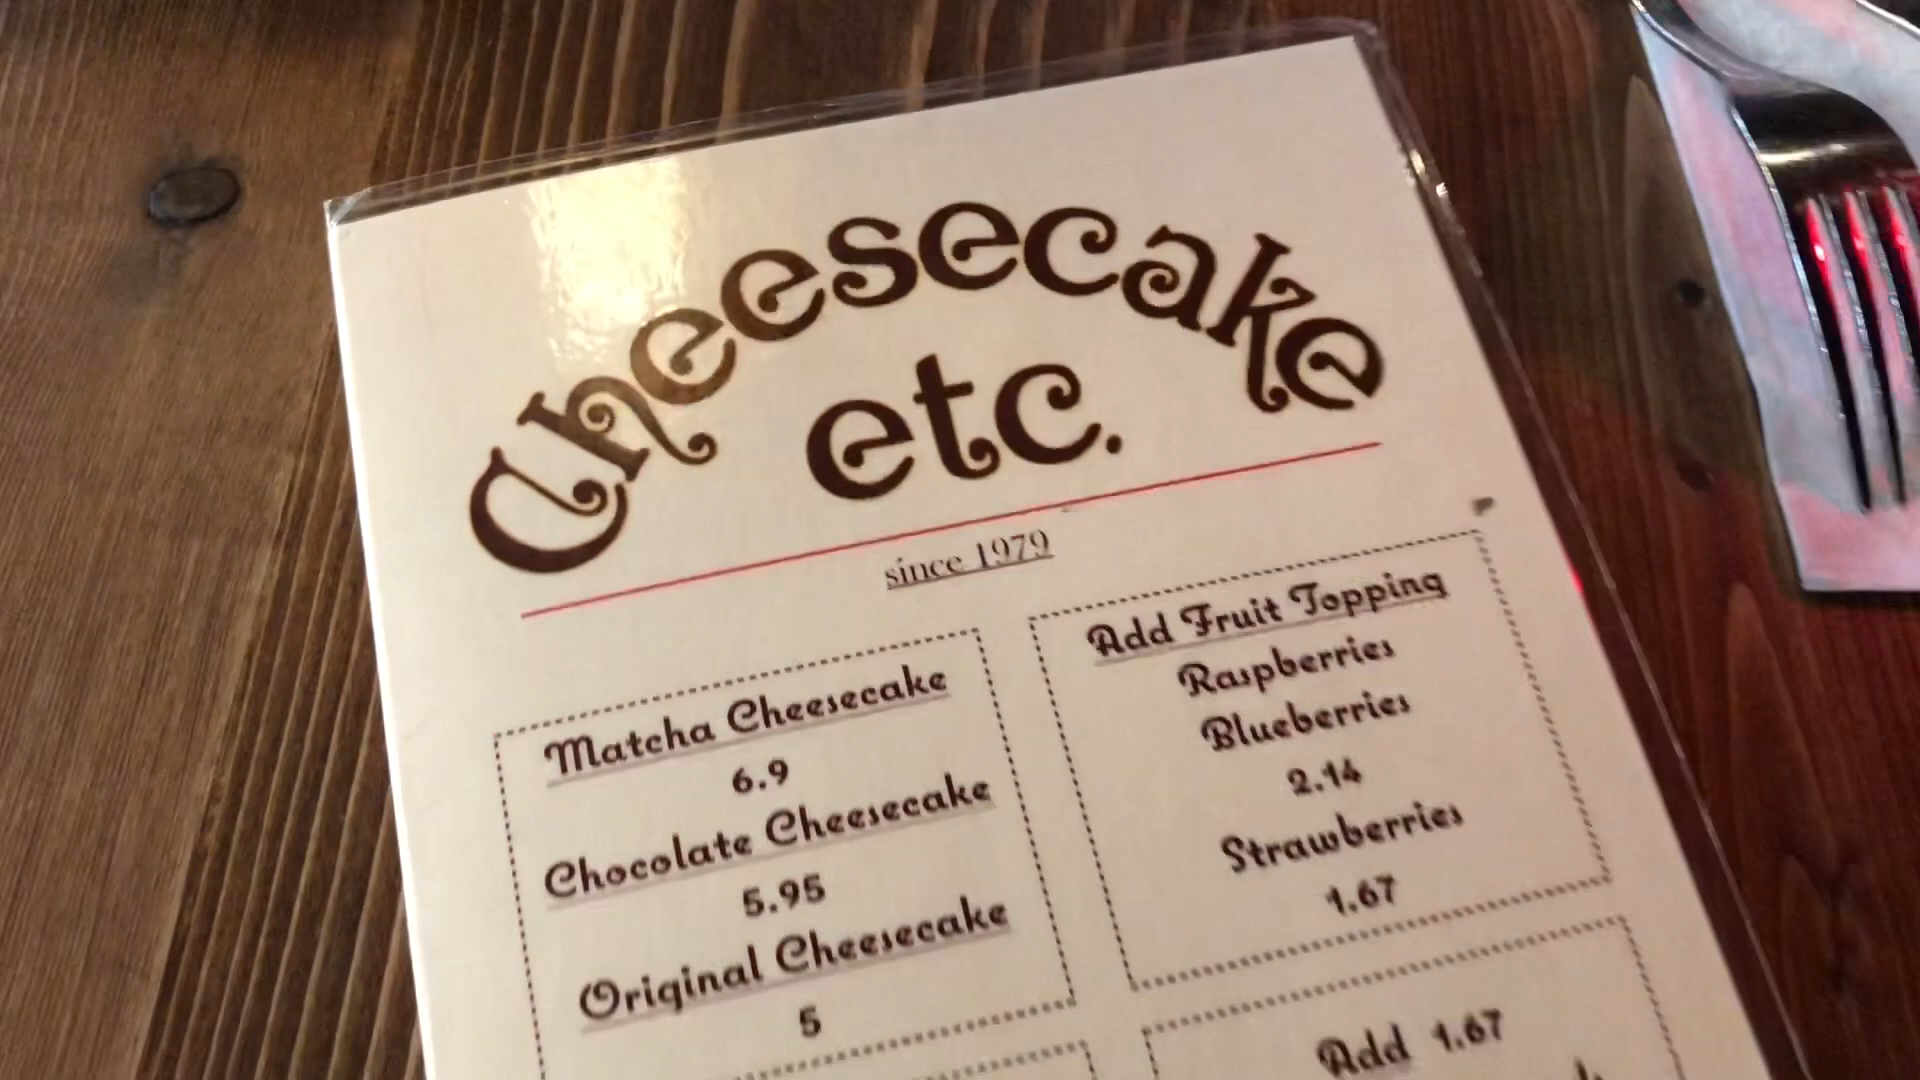 Cheesecake
etc.
since 1979
Matcha Cheesecake
6.9
Chocolate Cheesecake
5.95
Original Cheesecake
5
Add Fruit Topping
Raspberries
Blueberries
2.14
Strawberries
1.67
Add 1.67